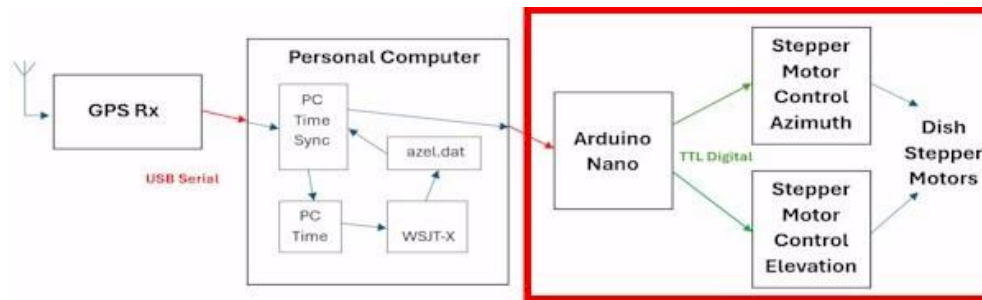 GPS Rx
USB Serial
Personal Computer
PC
Time
Sync
azel.dat
PC
Time
WSJT-X
Arduino
Nano
TTL Digital
Stepper
Motor
Control
Azimuth
Stepper
Motor
Control
Elevation
Dish
Stepper
Motors